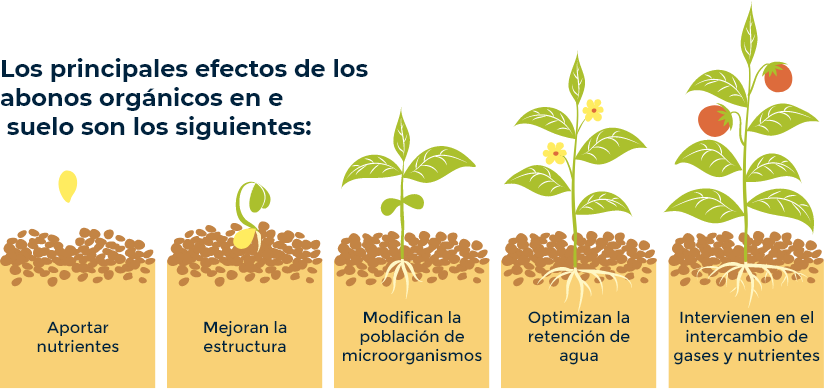 Los principales efectos de los
abonos orgánicos en e
suelo son los siguientes:
Aportar
nutrientes
Mejoran la
estructura
Modifican la
población de
microorganismos
Optimizan la
retención de
agua
Intervienen en el
intercambio de
gases y nutrientes